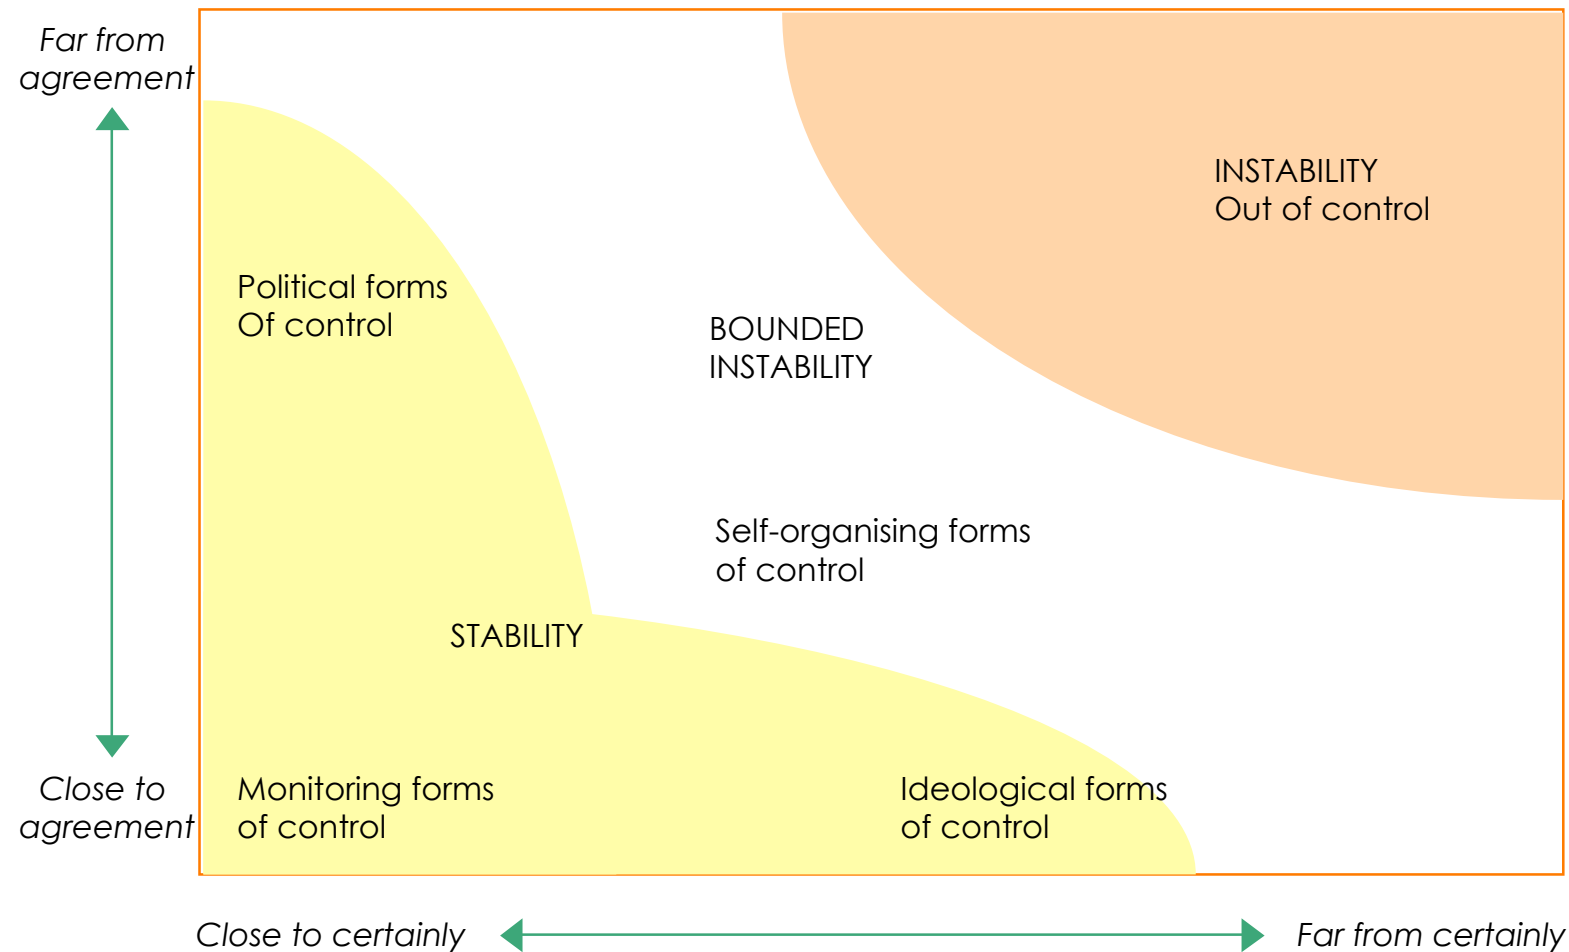 Far from
agreement
INSTABILITY
Out of control
Political forms
Of control
BOUNDED
INSTABILITY
Self-organising forms
of control
STABILITY
Close to
agreement
Monitoring forms
of control
Ideological forms
of control
Close to certainly
Far from certainly